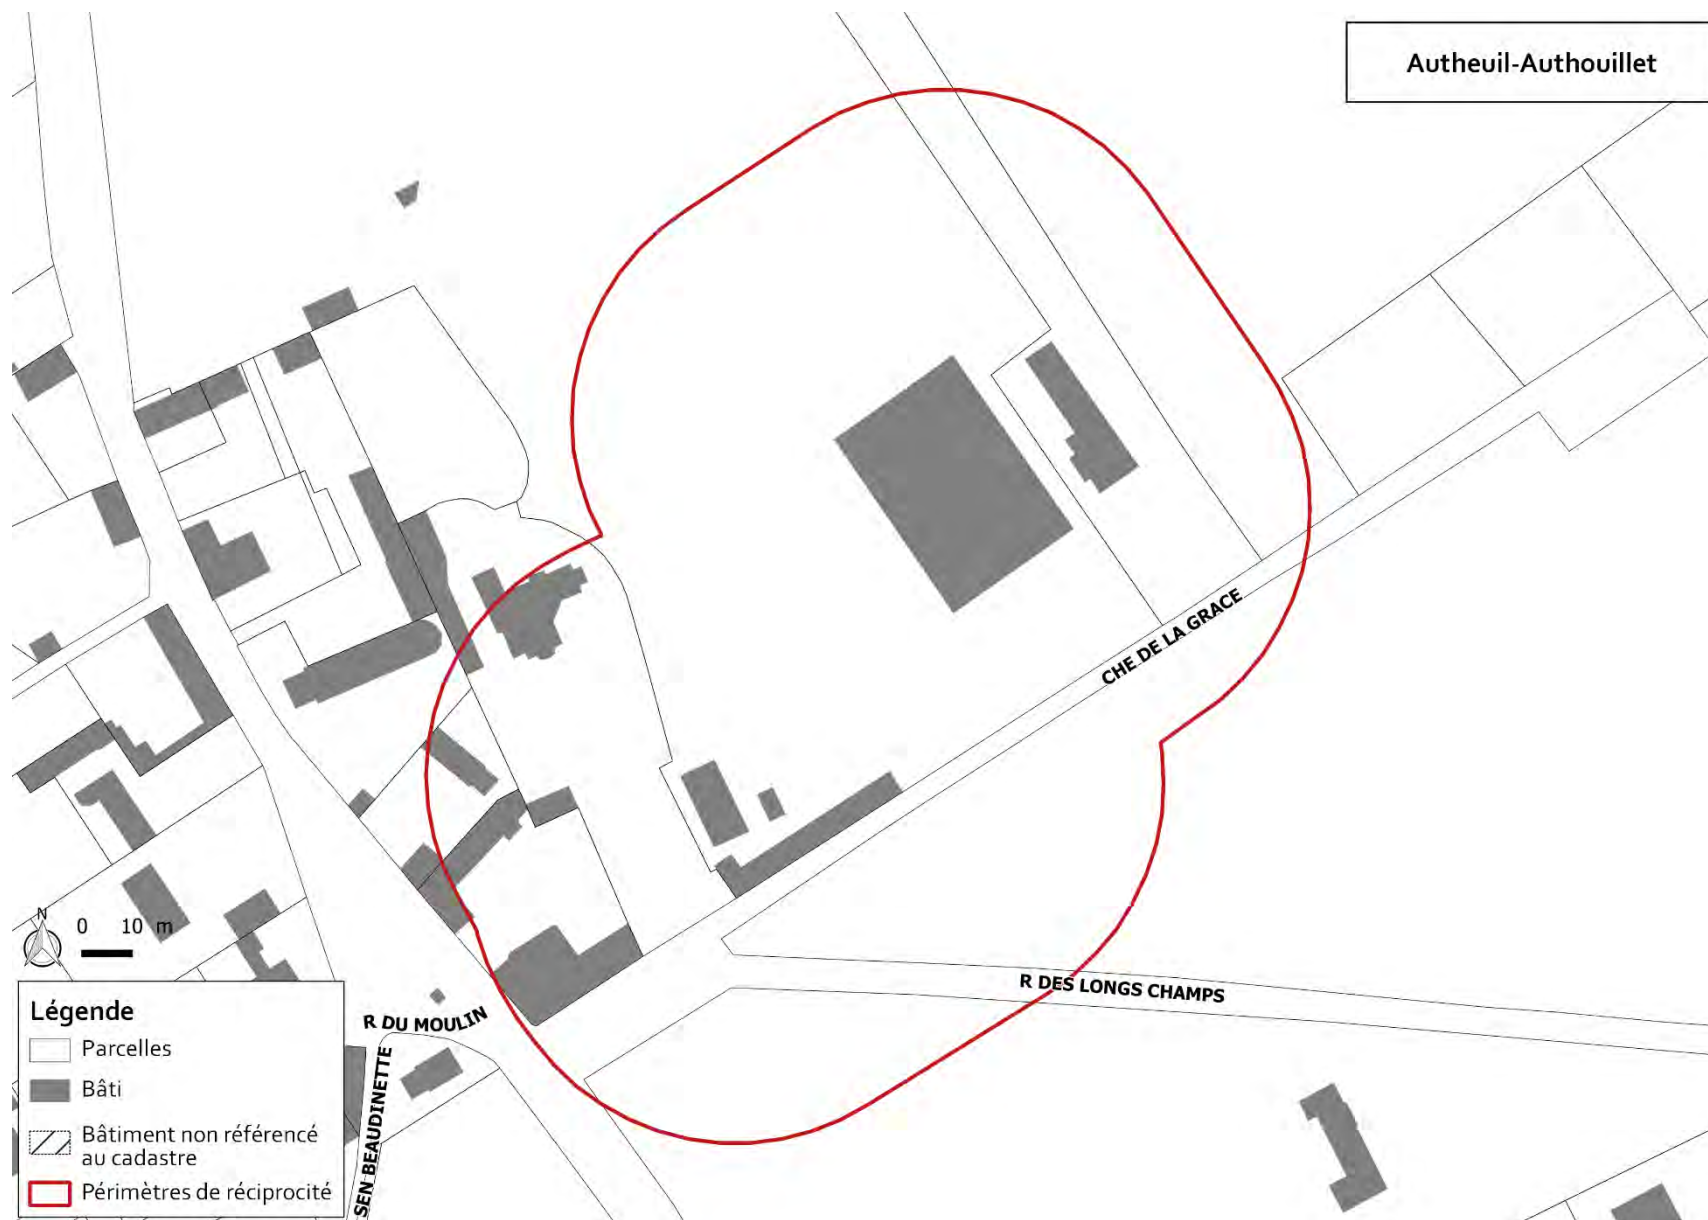 Autheuil-Authouillet
CHE DE LA GRACE
R DES LONGS CHAMPS
R DU MOULIN
SEN BEAUDINETTE
N
0 10 m
Légende
Parcelles
Bâti
Bâtiment non référencé
au cadastre
Périmètres de réciprocité